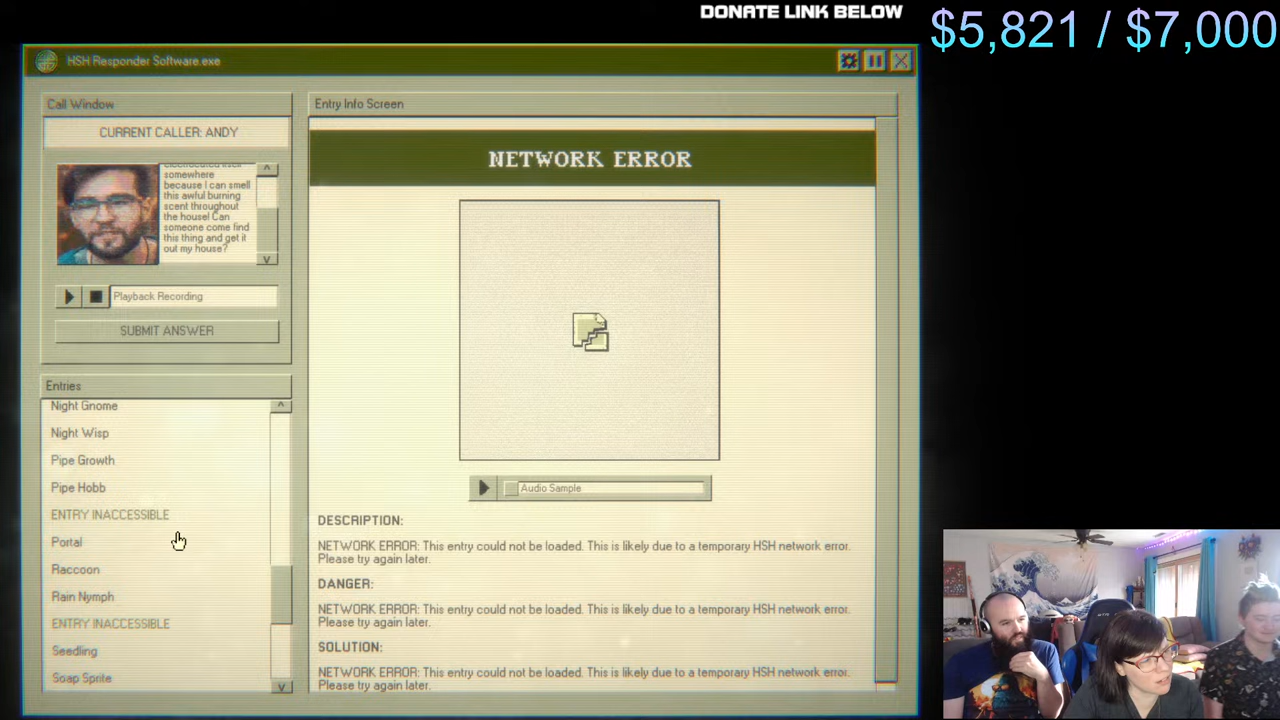 DONATE LINK BELOW
$5,821 / $7,000
HSH Responder Software.exe
Call Window
CURRENT CALLER: ANDY
somewhere
because I can smell
this awful burning
scent throughout
the house! Can
someone come find
this thing and get it
out my house?
Playback Recording
SUBMIT ANSWER
Entries
Night Gnome
Night Wisp
Pipe Growth
Pipe Hobb
ENTRY INACCESSIBLE
Portal
Raccoon
Rain Nymph
ENTRY INACCESSIBLE
Seedling
Soap Sprite
Entry Info Screen
NETWORK ERROR
Audio Sample
DESCRIPTION:
NETWORK ERROR: This entry could not be loaded. This is likely due to a temporary HSH network error.
Please try again later.
DANGER:
NETWORK ERROR: This entry could not be loaded. This is likely due to a temporary HSH network error.
Please try again later.
SOLUTION:
NETWORK ERROR: This entry could not be loaded. This is likely due to a temporary HSH network error.
Please try again later.